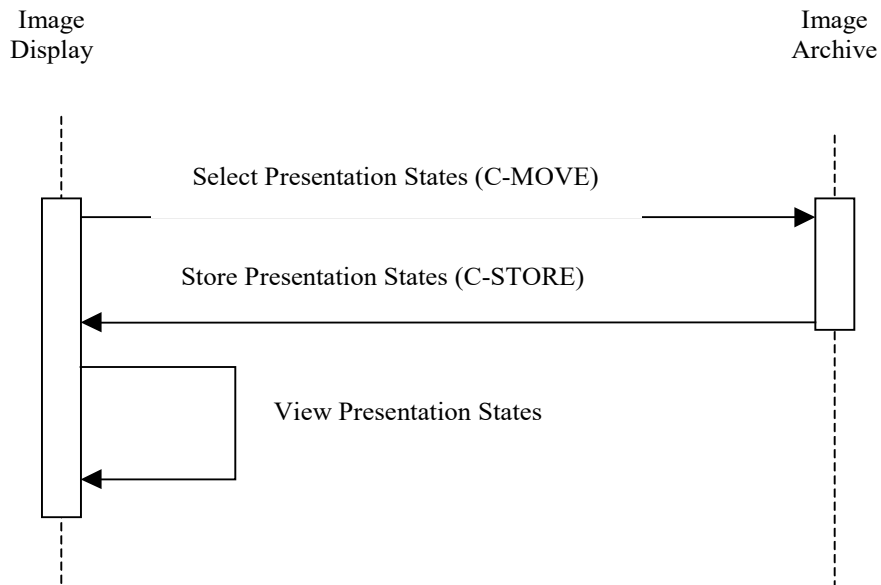 Image
Display
Image
Archive
Select Presentation States (C-MOVE)
Store Presentation States (C-STORE)
View Presentation States